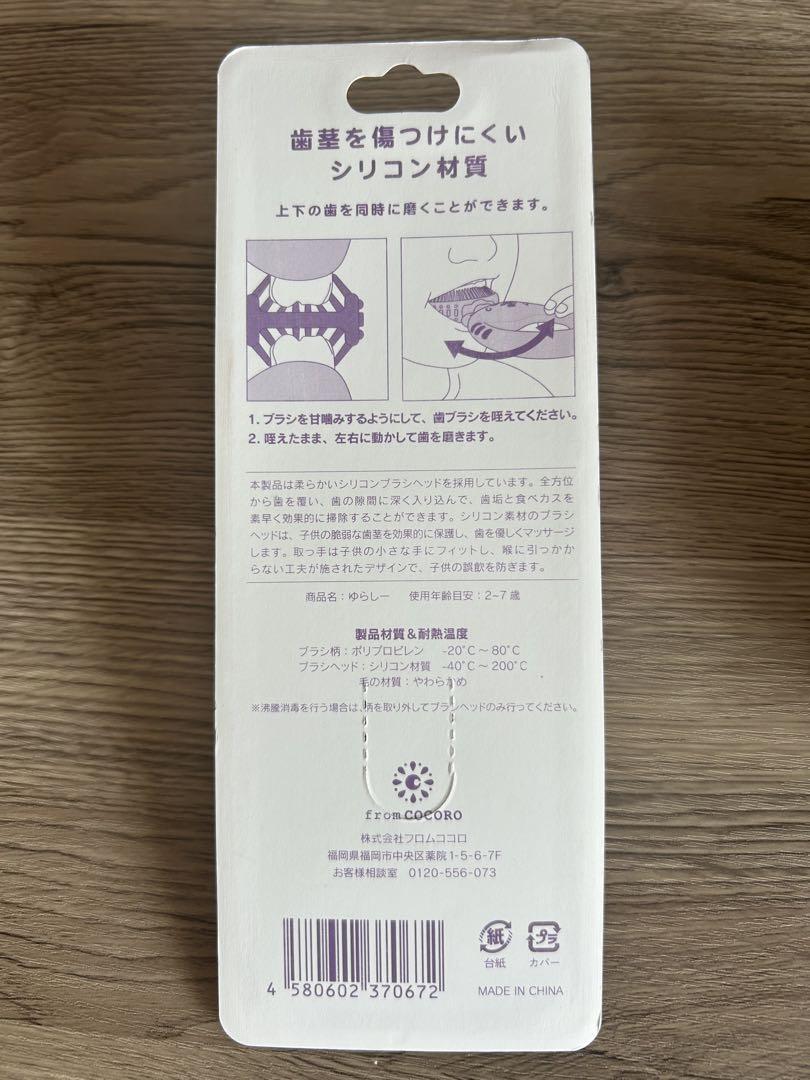 歯茎を傷つけにくい
シリコン材質
上下の歯を同時に磨くことができます。
1. ブラシを甘噛みするようにして、歯ブラシを咥えてください。
2. 咥えたまま、左右に動かして歯を磨きます。
本製品は柔らかいシリコンブラシヘッドを採用しています。全方位
から歯を覆い、歯の隙間に深く入り込んで、歯垢と食べカスを
素早く効果的に掃除することができます。シリコン素材のブラシ
ヘッドは、子供の脆弱な歯茎を効果的に保護し、歯を優しくマッサージ
します。取っ手は子供の小さな手にフィットし、喉に引っかか
らない工夫が施されたデザインで、子供の誤飲を防ぎます。
商品名：ゆらしー　使用年齢目安：2~7 歳
製品材質＆耐熱温度
ブラシ柄：ポリプロピレン　-20˚C ～ 80˚C
ブラシヘッド：シリコン材質　-40˚C ～ 200˚C
毛の材質：やわらかめ
※沸騰消毒を行う場合は、柄を取り外してブラシヘッドのみ行ってください。
from COCORO
株式会社フロムココロ
福岡県福岡市中央区薬院 1-5-6-7F
お客様相談室　0120-556-073
紙 プラ
台紙 カバー
4 580602 370672
MADE IN CHINA